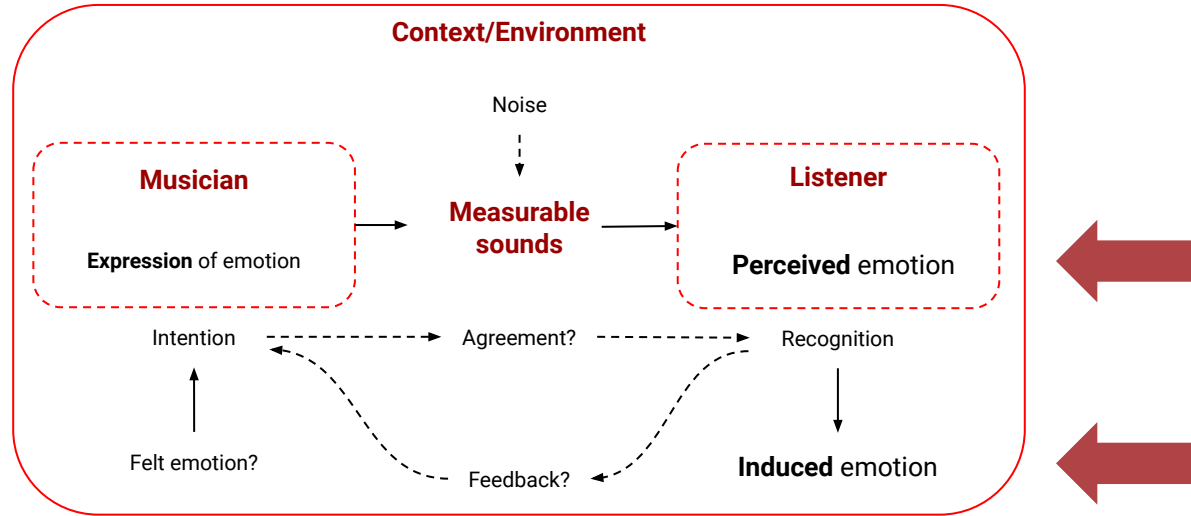 Context/Environment
Noise
Musician
Listener
Measurable
sounds
Expression of emotion
Perceived emotion
Intention
Agreement?
Recognition
Felt emotion?
Feedback?
Induced emotion